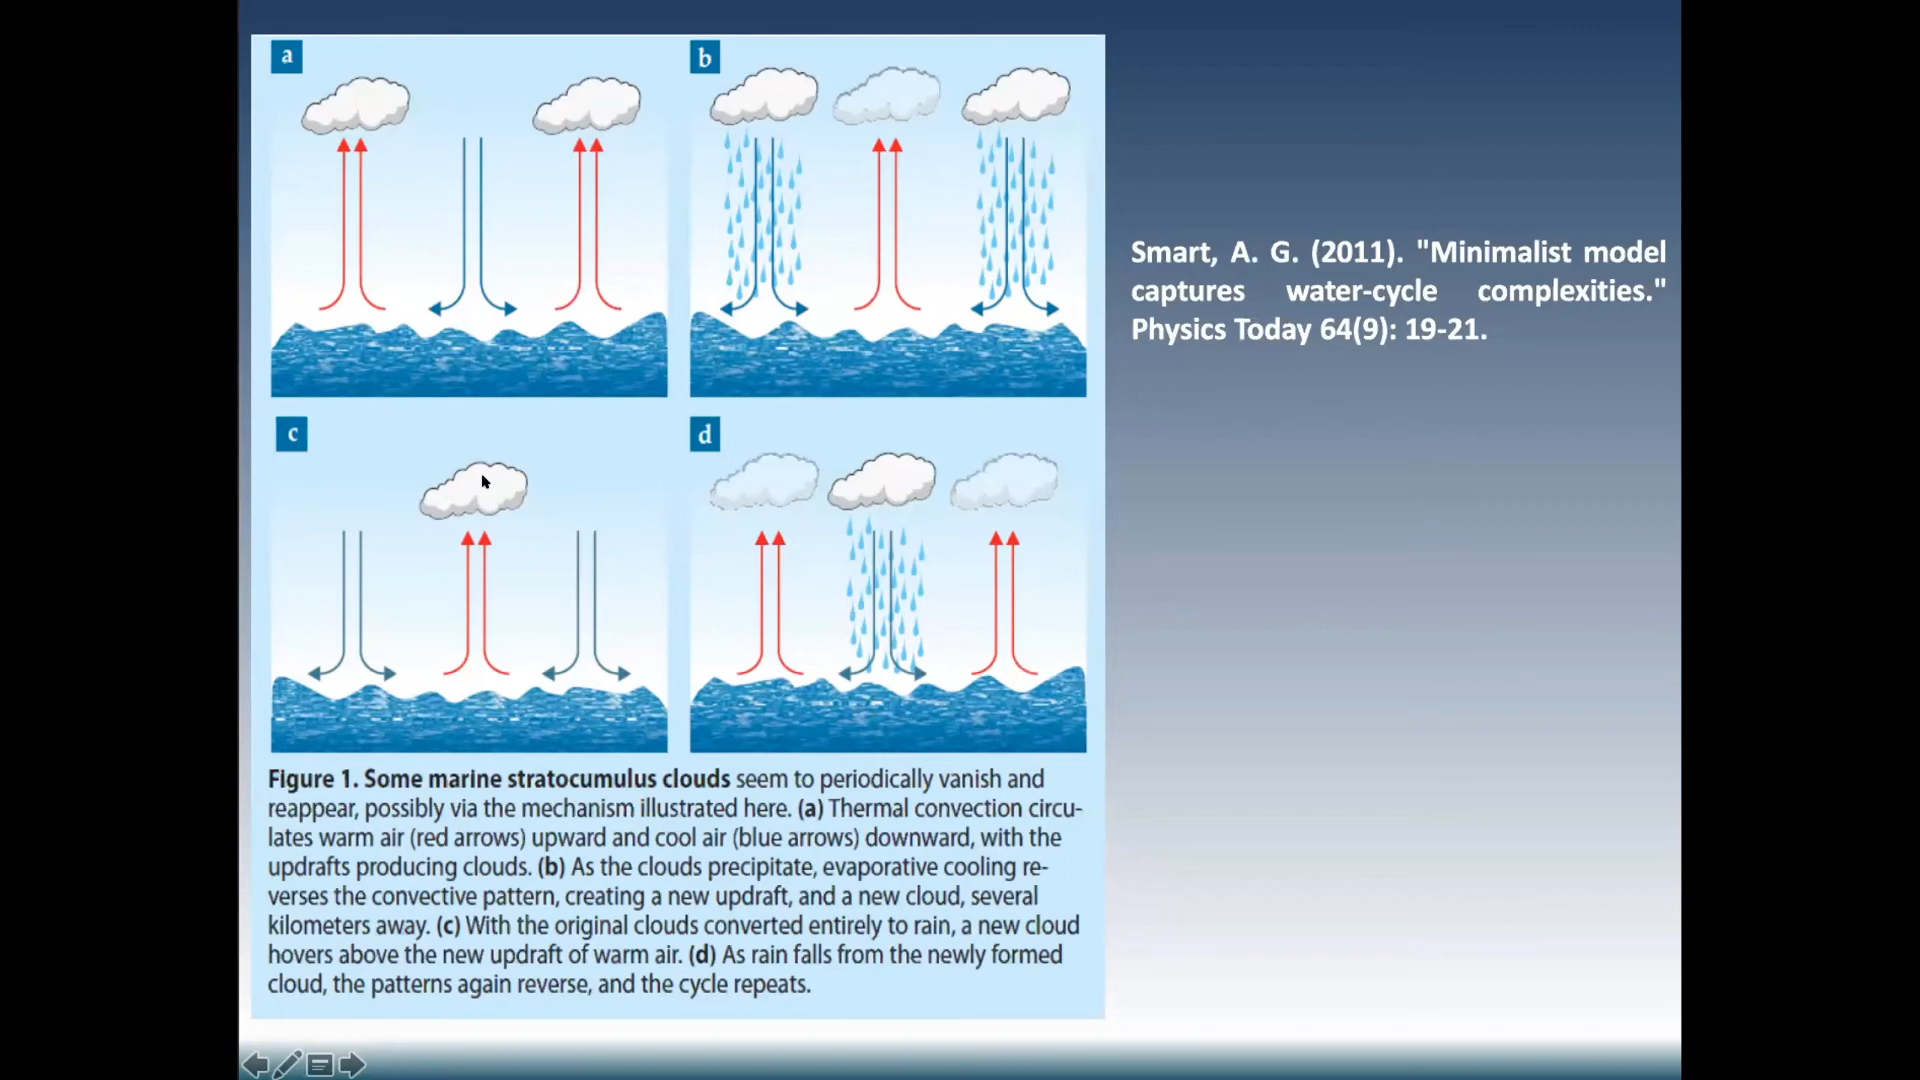 a
b
c
d
Figure 1. Some marine stratocumulus clouds seem to periodically vanish and
reappear, possibly via the mechanism illustrated here. (a) Thermal convection circu-
lates warm air (red arrows) upward and cool air (blue arrows) downward, with the
updrafts producing clouds. (b) As the clouds precipitate, evaporative cooling re-
verses the convective pattern, creating a new updraft, and a new cloud, several
kilometers away. (c) With the original clouds converted entirely to rain, a new cloud
hovers above the new updraft of warm air. (d) As rain falls from the newly formed
cloud, the patterns again reverse, and the cycle repeats.
Smart, A. G. (2011). "Minimalist model
captures water-cycle complexities."
Physics Today 64(9): 19-21.